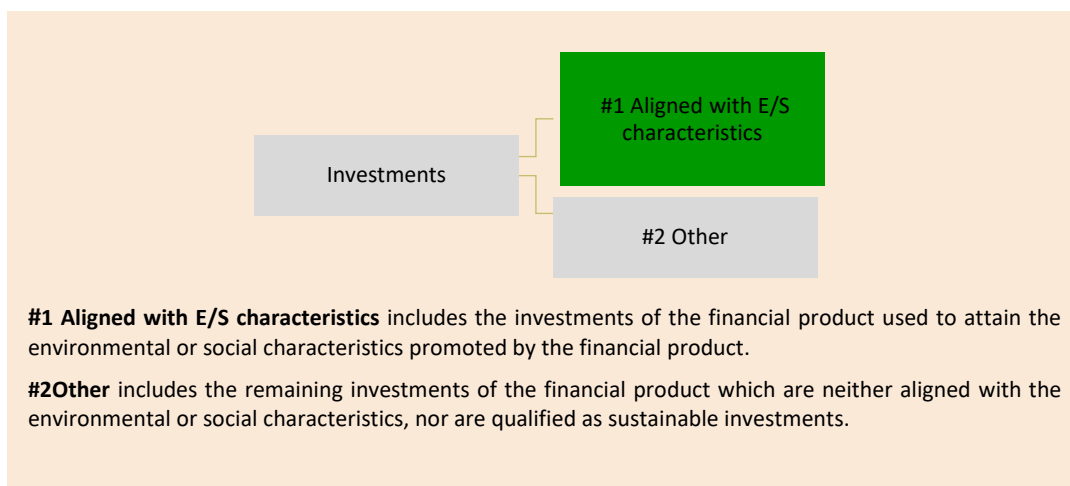 #1 Aligned with E/S
characteristics
Investments
#2 Other
#1 Aligned with E/S characteristics includes the investments of the financial product used to attain the
environmental or social characteristics promoted by the financial product.
#2Other includes the remaining investments of the financial product which are neither aligned with the
environmental or social characteristics, nor are qualified as sustainable investments.